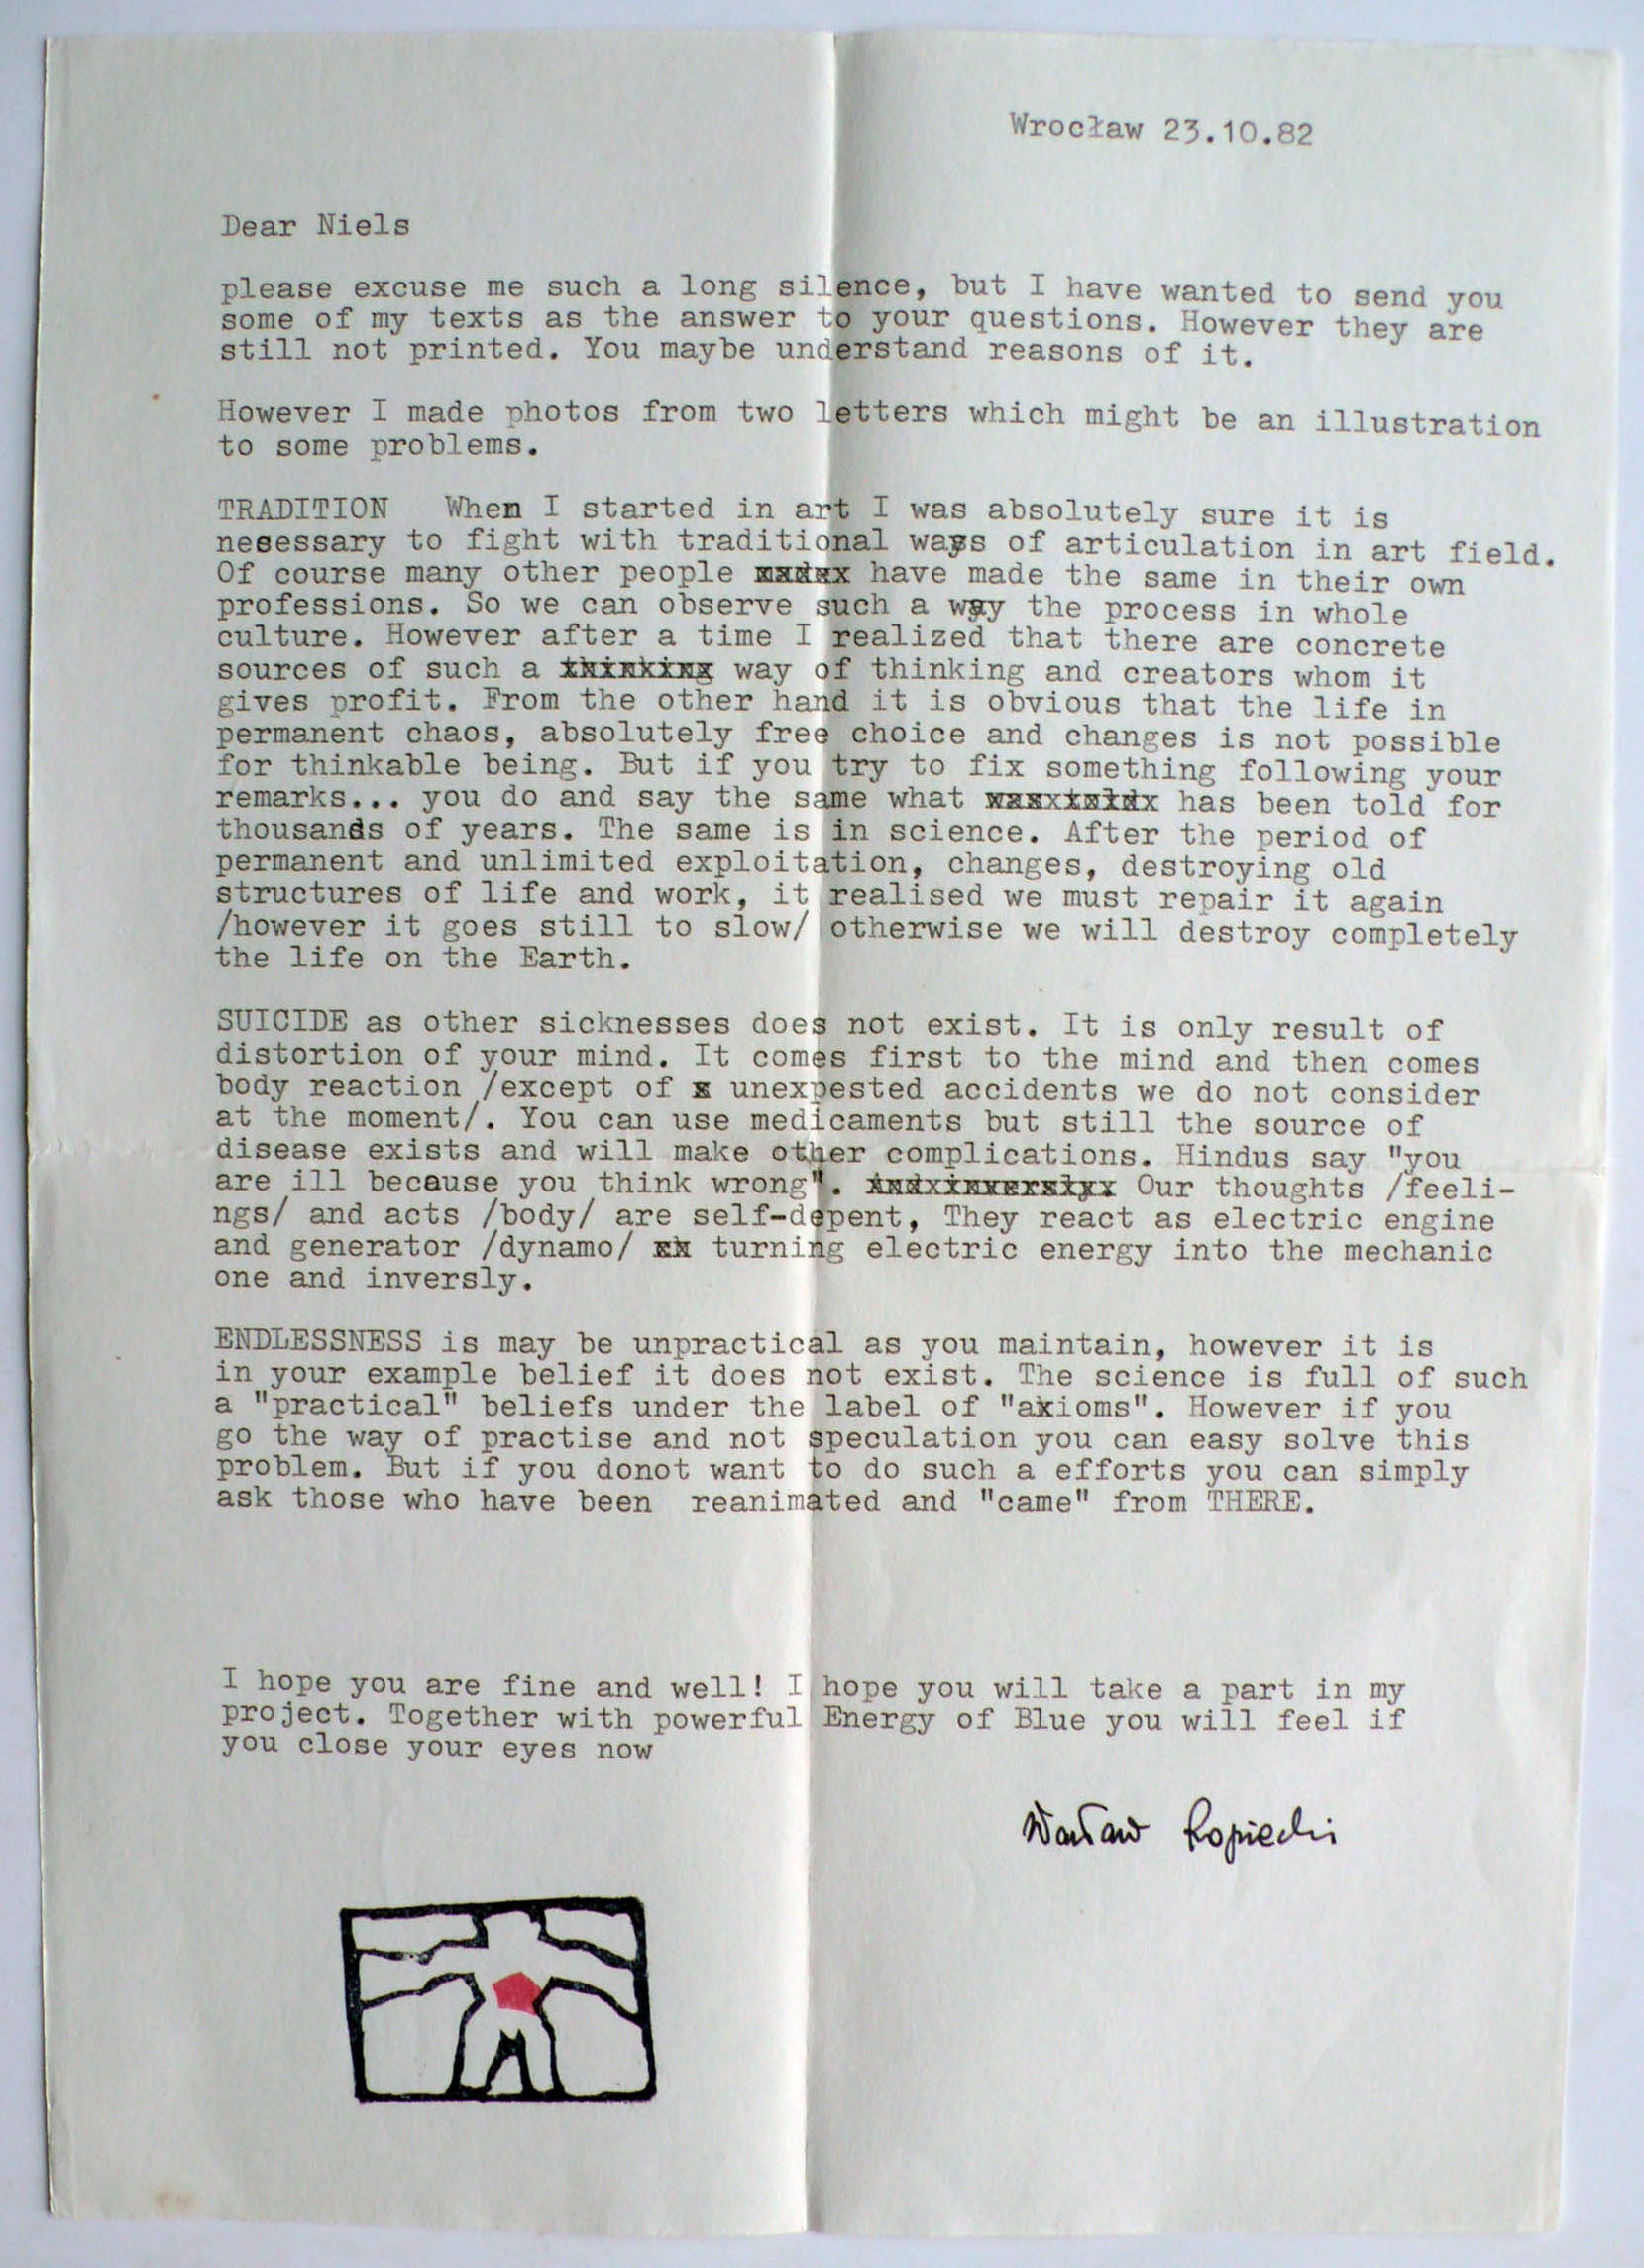 Wrocław 23.10.82
Dear Niels
please excuse me such a long silence, but I have wanted to send you
some of my texts as the answer to your questions. However they are
still not printed. You maybe understand reasons of it.
However I made photos from two letters which might be an illustration
to some problems.
TRADITION When I started in art I was absolutely sure it is
nesessary to fight with traditional ways of articulation in art field.
Of course many other people have made the same in their own
professions. So we can observe such a way the process in whole
culture. However after a time I realized that there are concrete
sources of such a thinking way of thinking and creators whom it
gives profit. From the other hand it is obvious that the life in
permanent chaos, absolutely free choice and changes is not possible
for thinkable being. But if you try to fix something following your
remarks... you do and say the same what has been told for
thousands of years. The same is in science. After the period of
permanent and unlimited exploitation, changes, destroying old
structures of life and work, it realised we must repair it again
/however it goes still to slow/ otherwise we will destroy completely
the life on the Earth.
SUICIDE as other sicknesses does not exist. It is only result of
distortion of your mind. It comes first to the mind and then comes
body reaction /except of unexpested accidents we do not consider
at the moment/. You can use medicaments but still the source of
disease exists and will make other complications. Hindus say "you
are ill because you think wrong". Our thoughts /feeli-
ngs/ and acts /body/ are self-depent, They react as electric engine
and generator /dynamo/ turning electric energy into the mechanic
one and inversly.
ENDLESSNESS is may be unpractical as you maintain, however it is
in your example belief it does not exist. The science is full of such
a "practical" beliefs under the label of "axioms". However if you
go the way of practise and not speculation you can easy solve this
problem. But if you donot want to do such a efforts you can simply
ask those who have been reanimated and "came" from THERE.
I hope you are fine and well! I hope you will take a part in my
project. Together with powerful Energy of Blue you will feel if
you close your eyes now
Wacław Ropiecki